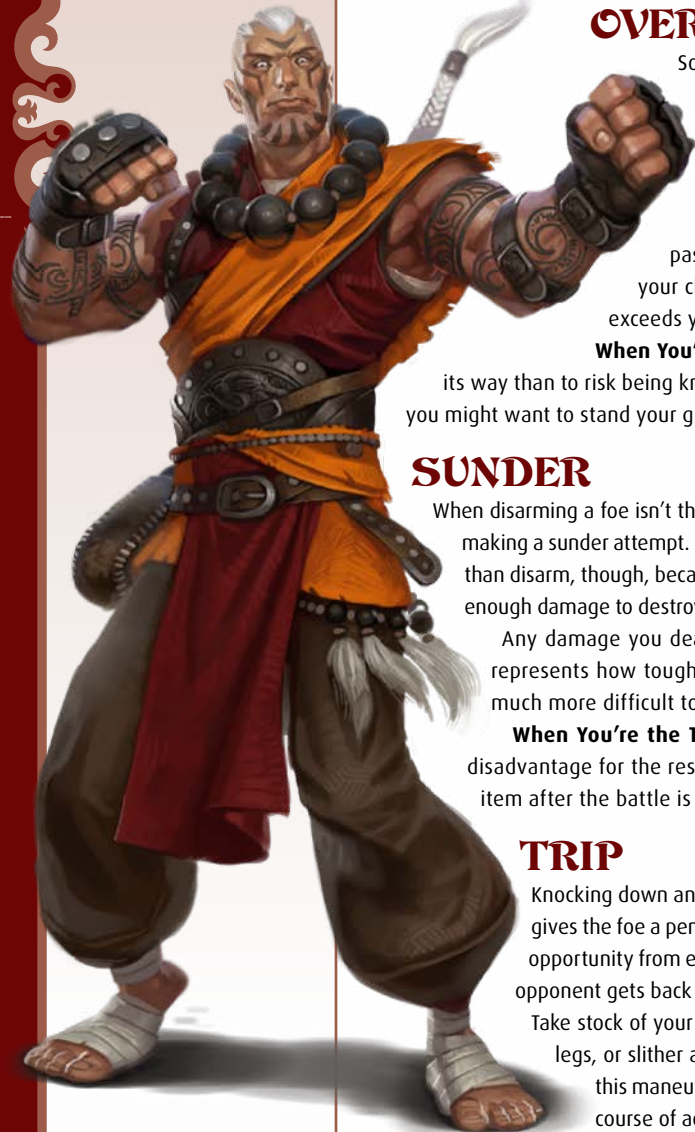 OVER
So
pas
your c
exceeds y
When You'
its way than to risk being kn
you might want to stand your g
SUNDER
When disarming a foe isn't th
making a sunder attempt.
than disarm, though, beca
enough damage to destro
Any damage you dea
represents how tough
much more difficult to
When You're the T
disadvantage for the res
item after the battle is
TRIP
Knocking down an
gives the foe a pen
opportunity from e
opponent gets back
Take stock of your
legs, or slither a
this maneu
course of ac